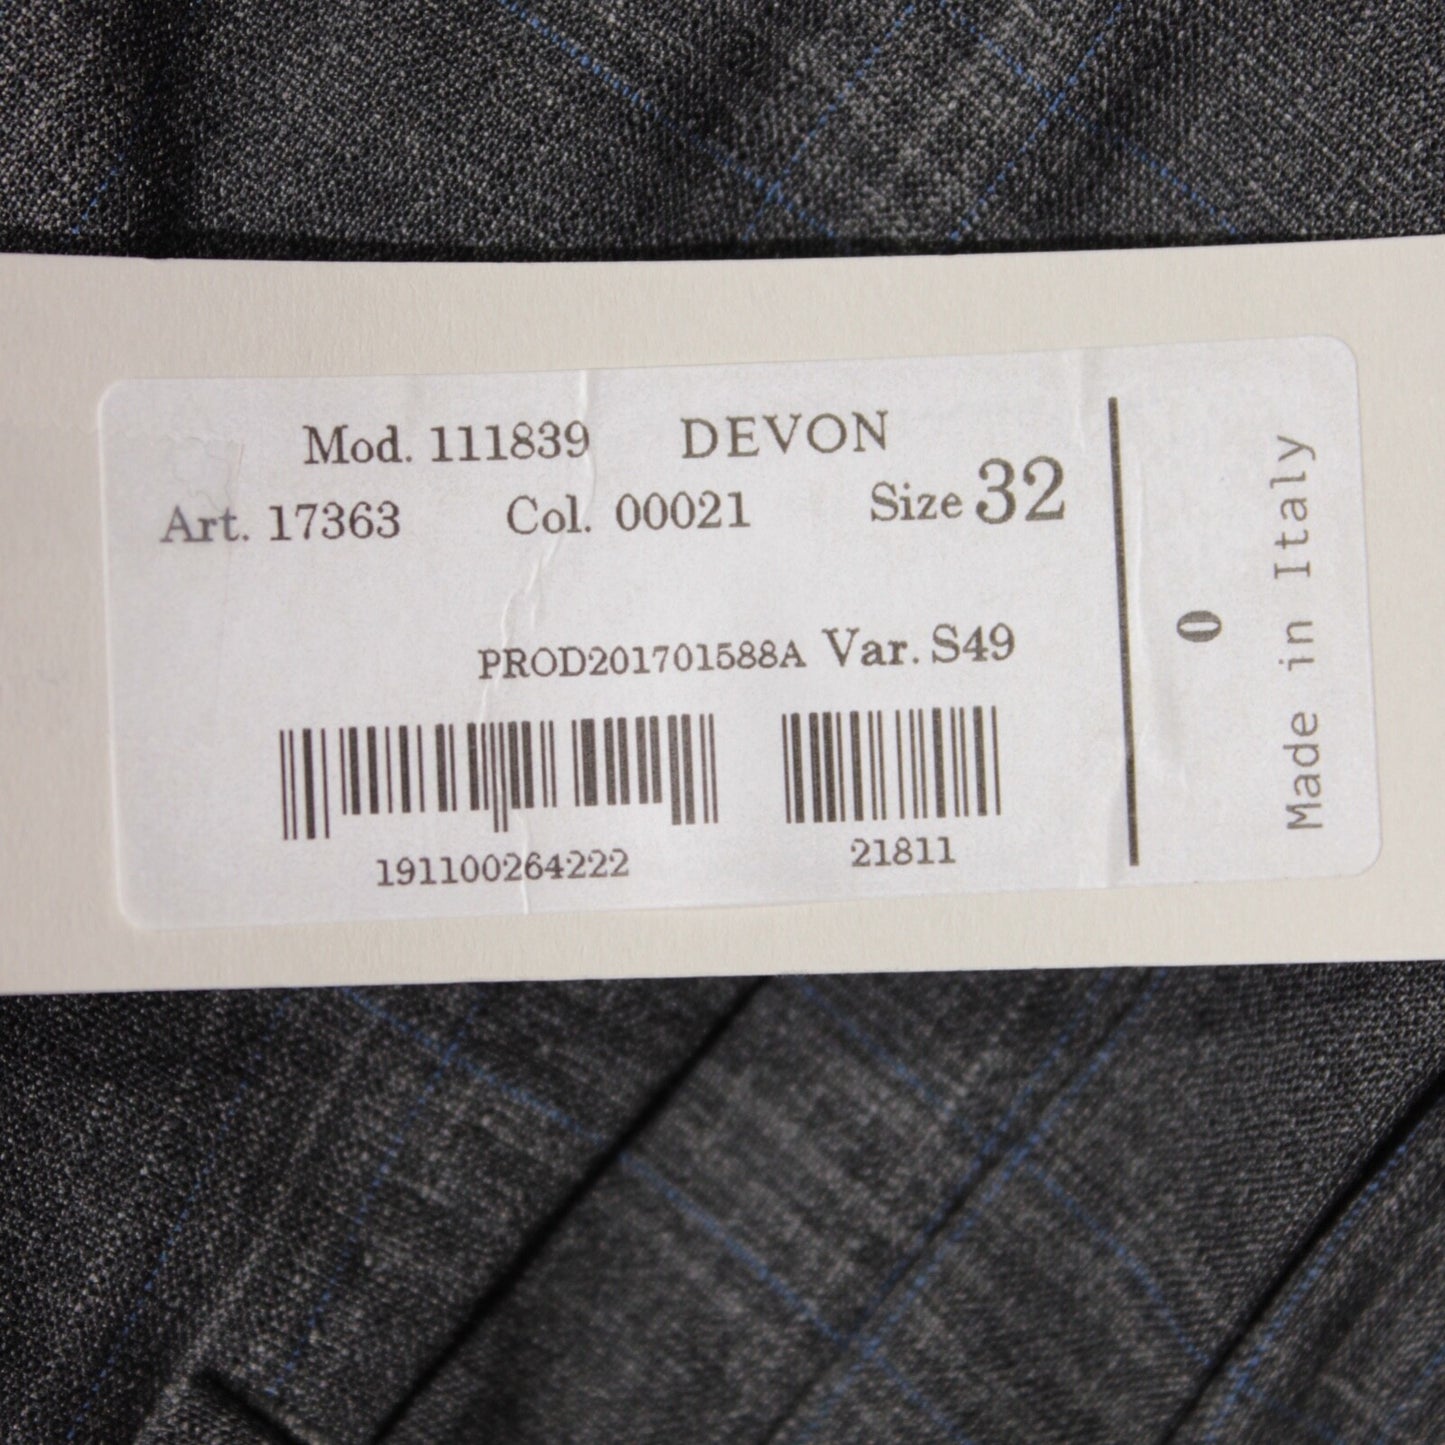 Mod. 111839 DEVON
Art. 17363 Col. 00021 Size 32
PROD201701588A Var. S49
191100264222 21811
0
Made in Italy